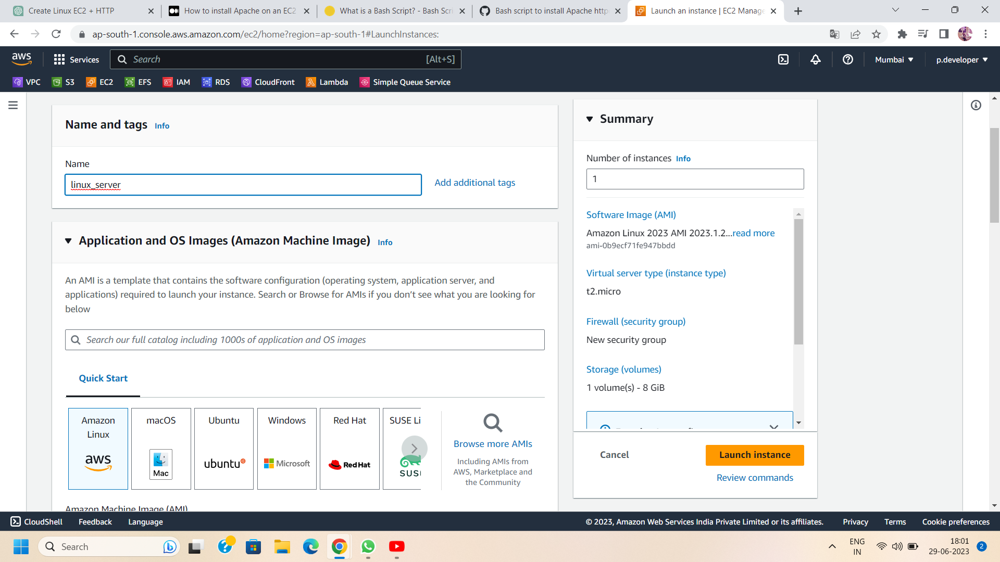 Create Linux EC2 + HTTP
How to install Apache on an EC2
What is a Bash Script? - Bash Scri
Bash script to install Apache http
Launch an instance | EC2 Manage
ap-south-1.console.aws.amazon.com/ec2/home?region=ap-south-1#LaunchInstances:
aws
Services
Search
[Alt+S]
Mumbai
p.developer
VPC
S3
EC2
EFS
IAM
RDS
CloudFront
Lambda
Simple Queue Service
Name and tags Info
Name
linux_server
Add additional tags
Application and OS Images (Amazon Machine Image) Info
An AMI is a template that contains the software configuration (operating system, application server, and
applications) required to launch your instance. Search or Browse for AMIs if you don’t see what you are looking for
below
Search our full catalog including 1000s of application and OS images
Quick Start
Amazon
Linux
aws
macOS
Mac
Ubuntu
ubuntu
Windows
Microsoft
Red Hat
Red Hat
SUSE Li
SUS
Browse more AMIs
Including AMIs from
AWS, Marketplace and
the Community
Amazon Machine Image (AMI)
Summary
Number of instances Info
1
Software Image (AMI)
Amazon Linux 2023 AMI 2023.1.2...read more
ami-0b9ecf71fe947bbdd
Virtual server type (instance type)
t2.micro
Firewall (security group)
New security group
Storage (volumes)
1 volume(s) - 8 GiB
Cancel
Launch instance
Review commands
CloudShell
Feedback
Language
© 2023, Amazon Web Services India Private Limited or its affiliates.
Privacy
Terms
Cookie preferences
Search
ENG
IN
18:01
29-06-2023
2